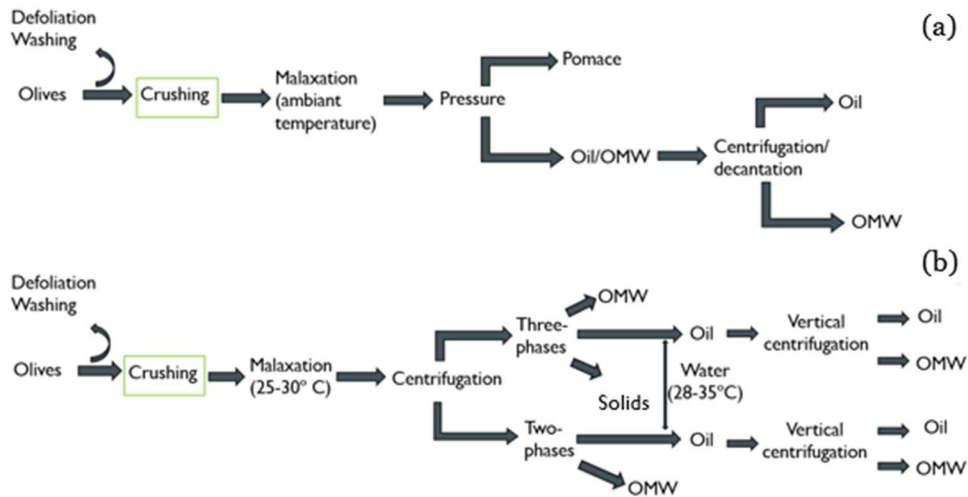 (a)
Defoliation
Washing
Olives
Crushing
Malaxation
(ambiant
temperature)
Pressure
Pomace
Oil/OMW
Centrifugation/
decantation
Oil
OMW
(b)
Defoliation
Washing
Olives
Crushing
Malaxation
(25-30º C)
Centrifugation
Three-
phases
OMW
Solids
Oil
Water
(28-35ºC)
Vertical
centrifugation
Oil
OMW
Two-
phases
OMW
Oil
Vertical
centrifugation
Oil
OMW